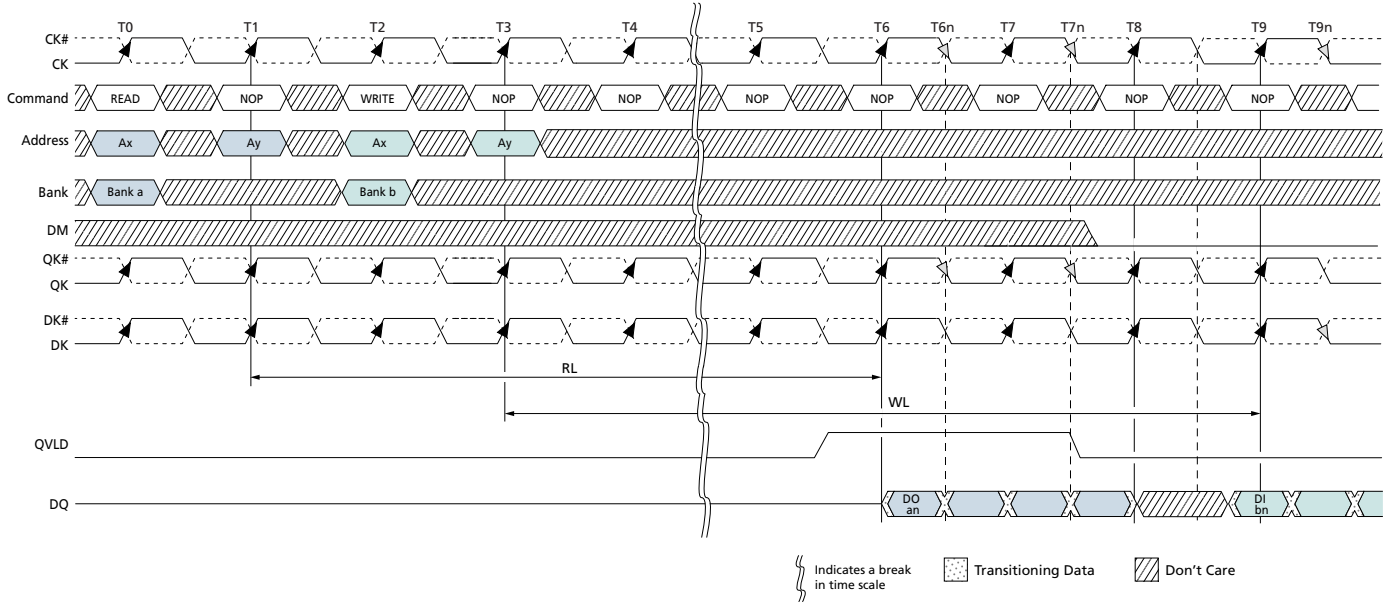 T0 T1 T2 T3 T4 T5 T6 T6n T7 T7n T8 T9 T9n
CK#
CK
Command READ NOP WRITE NOP NOP NOP NOP NOP NOP NOP
Address Ax Ay Ax Ay
Bank Bank a Bank b
DM
QK#
QK
DK#
DK
RL
WL
QVLD
DQ DO an DI bn
Indicates a break
in time scale
Transitioning Data
Don't Care